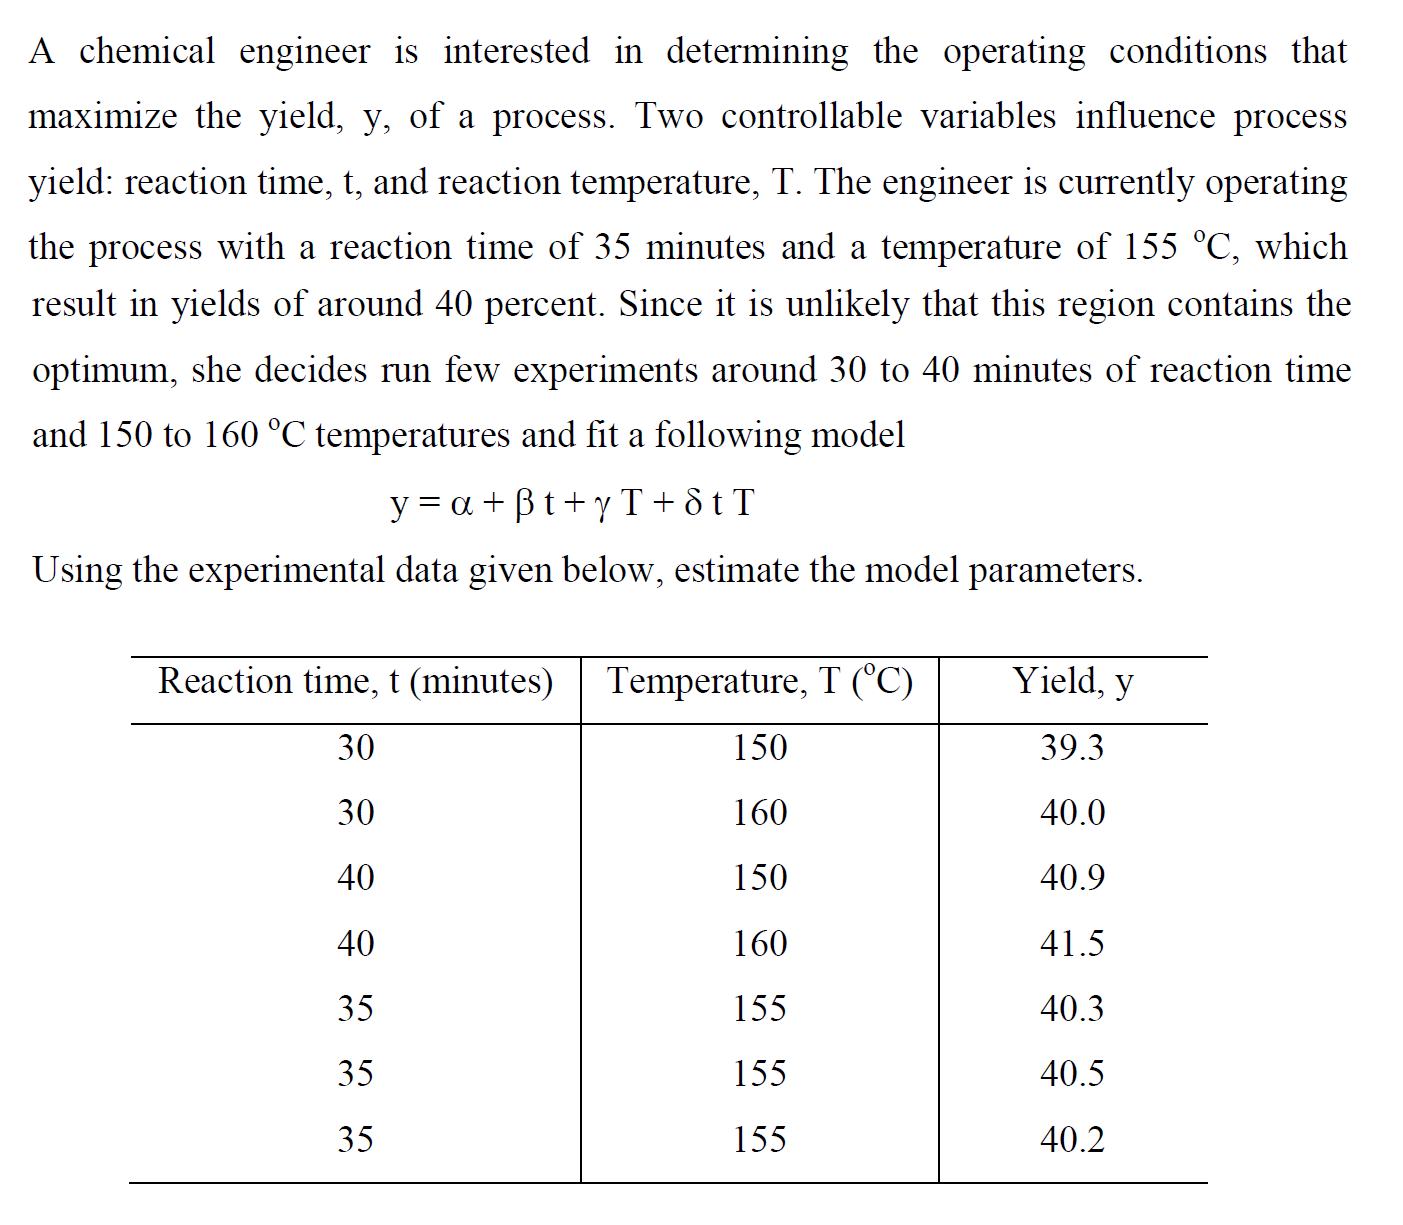 A chemical engineer is interested in determining the operating conditions that
maximize the yield, y, of a process. Two controllable variables influence process
yield: reaction time, t, and reaction temperature, T. The engineer is currently operating
the process with a reaction time of 35 minutes and a temperature of 155 °C, which
result in yields of around 40 percent. Since it is unlikely that this region contains the
optimum, she decides run few experiments around 30 to 40 minutes of reaction time
and 150 to 160 °C temperatures and fit a following model
y = α + β t + γ T + δ t T
Using the experimental data given below, estimate the model parameters.
Reaction time, t (minutes) Temperature, T (°C) Yield, y
30 150 39.3
30 160 40.0
40 150 40.9
40 160 41.5
35 155 40.3
35 155 40.5
35 155 40.2